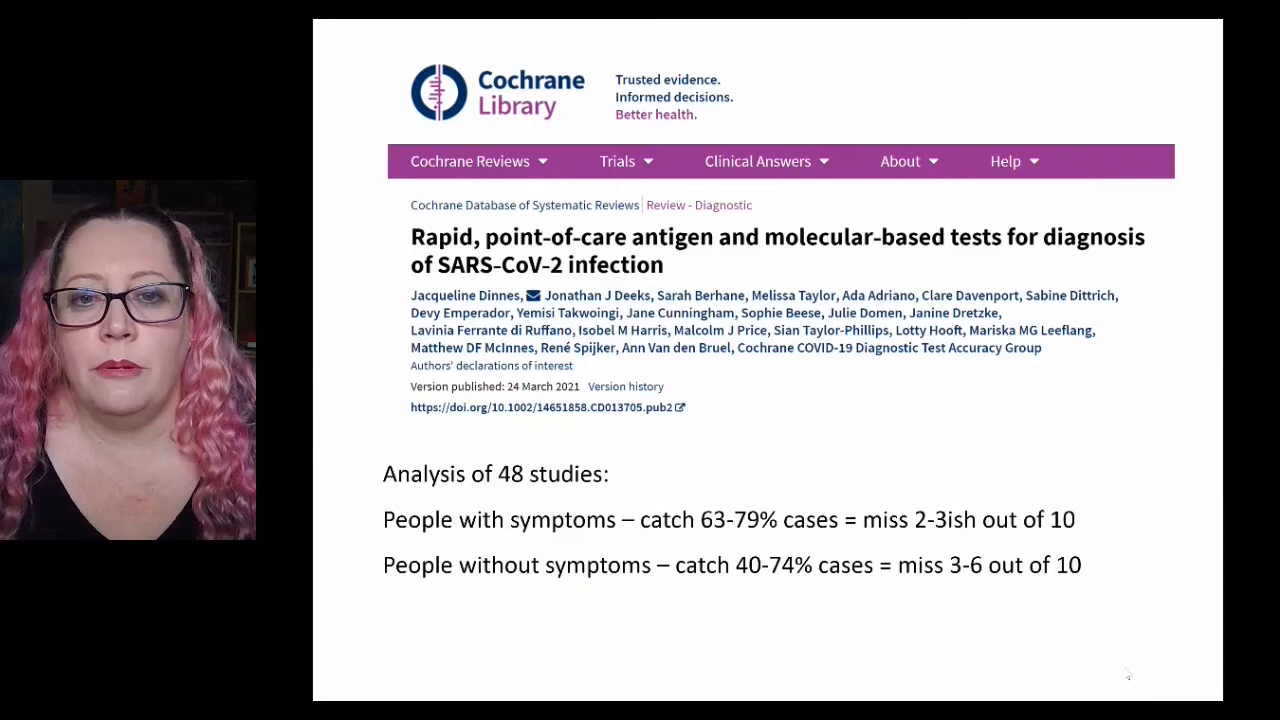 Cochrane
Library
Trusted evidence.
Informed decisions.
Better health.
Cochrane Reviews Trials Clinical Answers About Help
Cochrane Database of Systematic Reviews Review - Diagnostic
Rapid, point-of-care antigen and molecular-based tests for diagnosis
of SARS-CoV-2 infection
Jacqueline Dinnes, Jonathan J Deeks, Sarah Berhane, Melissa Taylor, Ada Adriano, Clare Davenport, Sabine Dittrich,
Devy Emperador, Yemisi Takwoingi, Jane Cunningham, Sophie Beese, Julie Domen, Janine Dretzke,
Lavinia Ferrante di Ruffano, Isobel M Harris, Malcolm J Price, Sian Taylor-Phillips, Lotty Hooft, Mariska MG Leeflang,
Matthew DF McInnes, René Spijker, Ann Van den Bruel, Cochrane COVID-19 Diagnostic Test Accuracy Group
Authors' declarations of interest
Version published: 24 March 2021 Version history
https://doi.org/10.1002/14651858.CD013705.pub2
Analysis of 48 studies:
People with symptoms – catch 63-79% cases = miss 2-3ish out of 10
People without symptoms – catch 40-74% cases = miss 3-6 out of 10